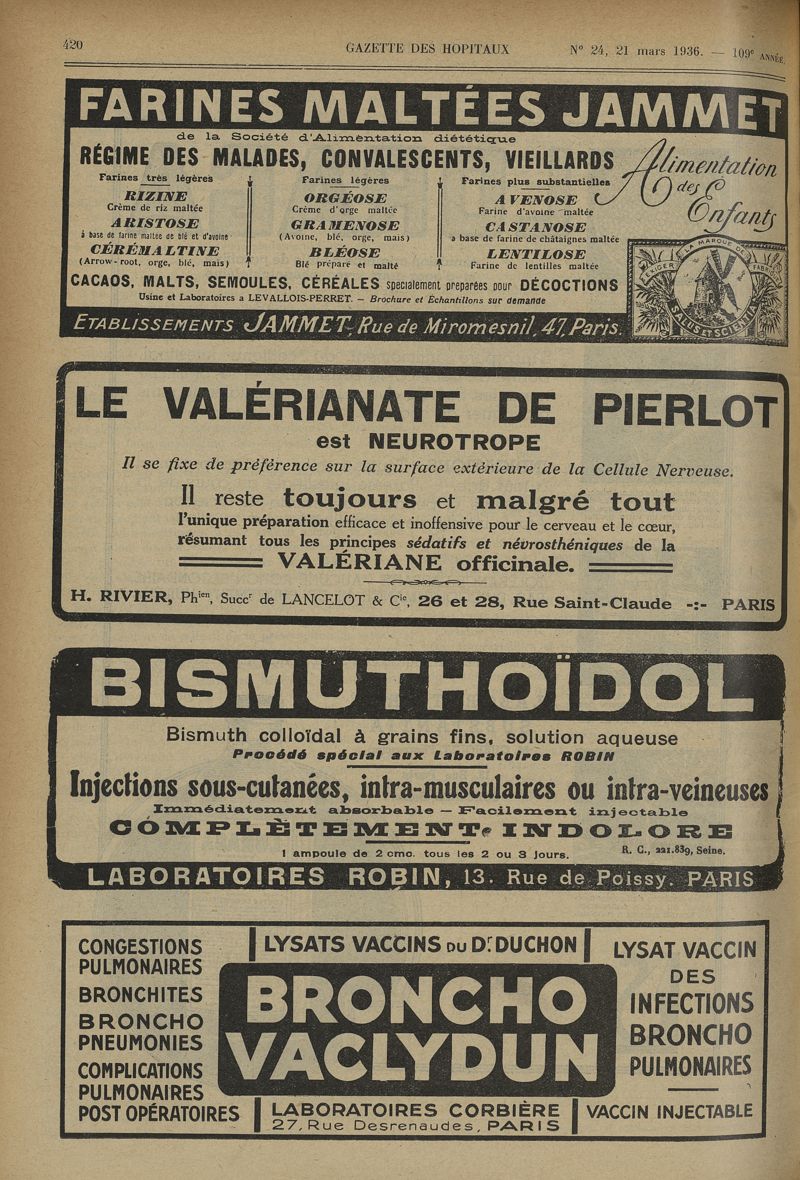 420
GAZETTE DES HOPITAUX
N° 24, 21 mars 1936. — 109e ANNÉE.
FARINES MALTÉES JAMMET
de la Société d'Alimentation diététique
RÉGIME DES MALADES, CONVALESCENTS, VIEILLARDS
Alimentation
des
Enfants
Farines très légères
RIZINE
Crème de riz maltée
ARISTOSE
à base de farine maltée de blé et d'avoine
CÉRÉMALTINE
(Arrow-root, orge, blé, mais)
Farines légères
ORGÉOSE
Crème d'orge maltée
GRAMENOSE
(Avoine, blé, orge, mais)
BLÉOSE
Blé préparé et malté
Farines plus substantielles
AVENOSE
Farine d'avoine maltée
CASTANOSE
a base de farine de châtaignes maltée
LENTILOSE
Farine de lentilles maltée
EXIGER LA MARQUE DE FABRIQUE
SALUS ET SCIENTIA
CACAOS, MALTS, SEMOULES, CÉRÉALES spécialement préparées pour DÉCOCTIONS
Usine et Laboratoires a LEVALLOIS-PERRET. – Brochure et Échantillons sur demande
ETABLISSEMENTS JAMMET, Rue de Miromesnil, 47, Paris.
LE VALÉRIANATE DE PIERLOT
est NEUROTROPE
Il se fixe de préférence sur la surface extérieure de la Cellule Nerveuse.
Il reste toujours et malgré tout
l'unique préparation efficace et inoffensive pour le cerveau et le cœur,
résumant tous les principes sédatifs et névrosthéniques de la
VALÉRIANE officinale.
H. RIVIER, Phien, Succr de LANCELOT & Cie, 26 et 28, Rue Saint-Claude -:- PARIS
BISMUTHOÏDOL
Bismuth colloïdal à grains fins, solution aqueuse
Procédé spécial aux Laboratoires ROBIN
Injections sous-cutanées, intra-musculaires ou intra-veineuses
Immédiatement absorbable — Facilement injectable
COMPLÈTEMENT INDOLORE
1 ampoule de 2 cmc. tous les 2 ou 3 jours.
R. C., 221.839, Seine.
LABORATOIRES ROBIN, 13, Rue de Poissy. PARIS
CONGESTIONS
PULMONAIRES
BRONCHITES
BRONCHO
PNEUMONIES
COMPLICATIONS
PULMONAIRES
POST OPÉRATOIRES
LYSATS VACCINS DU Dr DUCHON
BRONCHO
VACLYDUN
LABORATOIRES CORBIÈRE
27, Rue Desrenaudes, PARIS
LYSAT VACCIN
DES
INFECTIONS
BRONCHO
PULMONAIRES
VACCIN INJECTABLE